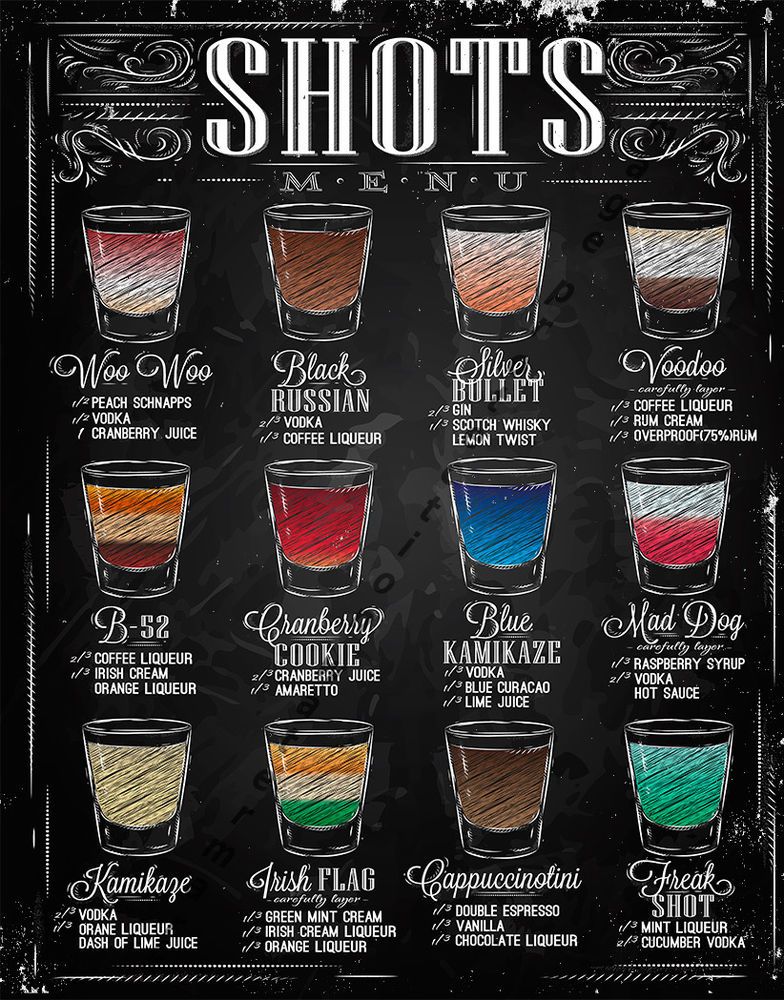 SHOTS
M·E·N·U
Woo Woo
1/2 PEACH SCHNAPPS
1/2 VODKA
1 CRANBERRY JUICE
Black
RUSSIAN
2/3 VODKA
1/3 COFFEE LIQUEUR
Silver
BULLET
2/3 GIN
1/3 SCOTCH WHISKY
LEMON TWIST
Voodoo
carefully layer
1/3 COFFEE LIQUEUR
1/3 RUM CREAM
1/3 OVERPROOF(75%)RUM
B-52
2/3 COFFEE LIQUEUR
1/3 IRISH CREAM
ORANGE LIQUEUR
Cranberry
COOKIE
2/3 CRANBERRY JUICE
1/3 AMARETTO
Blue
KAMIKAZE
1/3 VODKA
1/3 BLUE CURACAO
1/3 LIME JUICE
Mad Dog
carefully layer
1/3 RASPBERRY SYRUP
2/3 VODKA
HOT SAUCE
Kamikaze
2/3 VODKA
1/3 ORANE LIQUEUR
DASH OF LIME JUICE
Irish FLAG
carefully layer
1/3 GREEN MINT CREAM
1/3 IRISH CREAM LIQUEUR
1/3 ORANGE LIQUEUR
Cappuccinotini
1/3 DOUBLE ESPRESSO
1/3 VANILLA
1/3 CHOCOLATE LIQUEUR
Freak
SHOT
1/3 MINT LIQUEUR
2/3 CUCUMBER VODKA